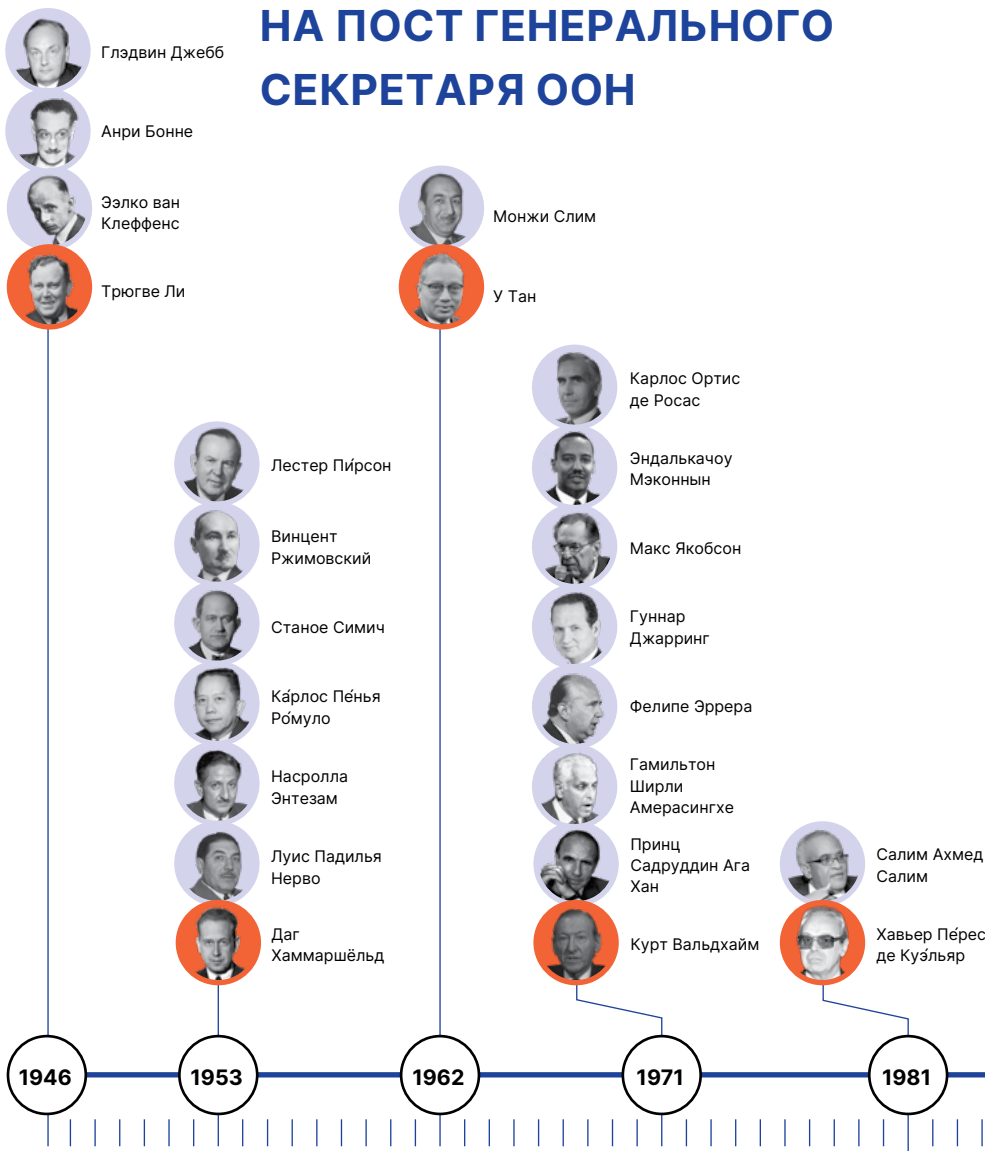 НА ПОСТ ГЕНЕРАЛЬНОГО
СЕКРЕТАРЯ ООН
Глэдвин Джебб
Анри Бонне
Ээлко ван
Клеффенс
Трюгве Ли
Монжи Слим
У Тан
Лестер Пи́рсон
Винцент
Ржимовский
Станое Симич
Ка́рлос Пе́нья
Ро́муло
Насролла
Энтезам
Луис Падилья
Нерво
Даг
Хаммаршёльд
Карлос Ортис
де Росас
Эндалькачоу
Мэконнын
Макс Якобсон
Гуннар
Джарринг
Фелипе Эррера
Гамильтон
Ширли
Амерасингхе
Принц
Садруддин Ага
Хан
Курт Вальдхайм
Салим Ахмед
Салим
Хавьер Пе́рес
де Куэ́льяр
1946
1953
1962
1971
1981